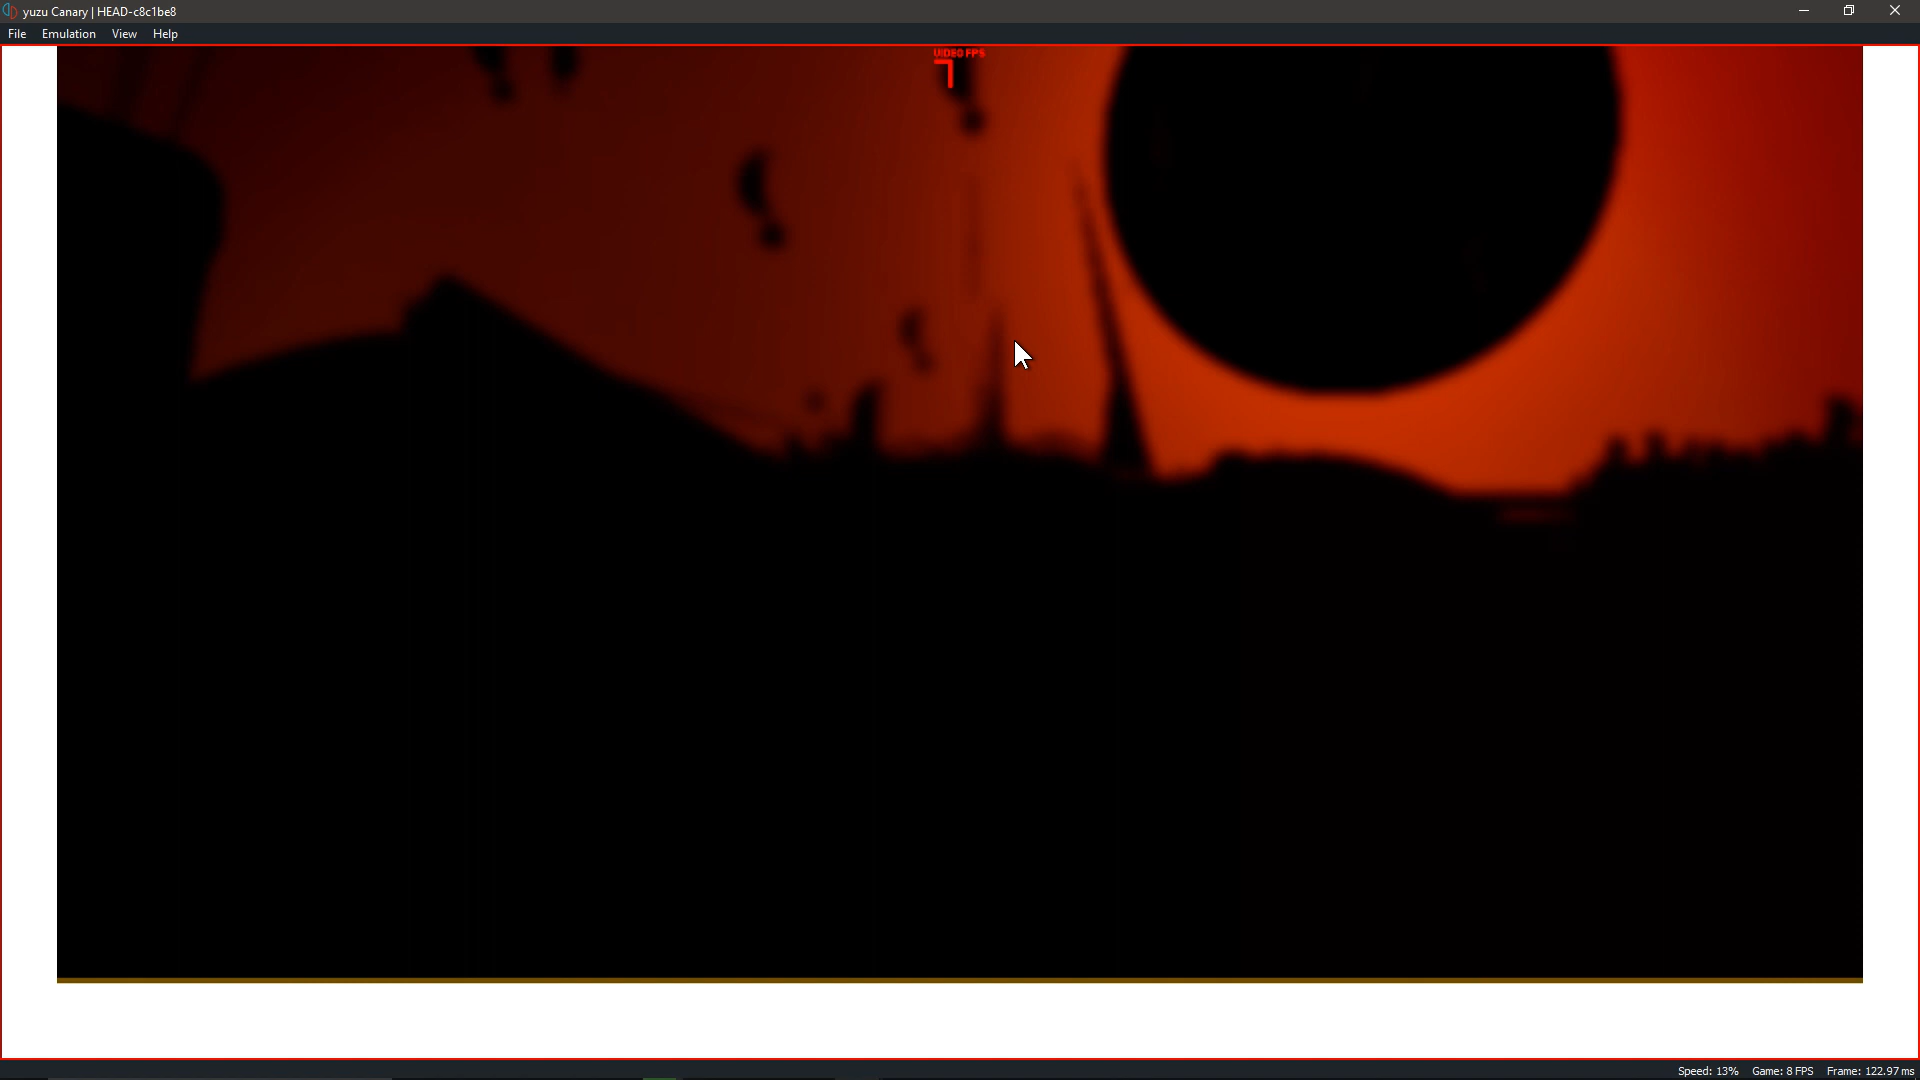 yuzu Canary | HEAD-c8c1be8
File Emulation View Help
VIDEO FPS
7
Speed: 13% Game: 8 FPS Frame: 122.97 ms